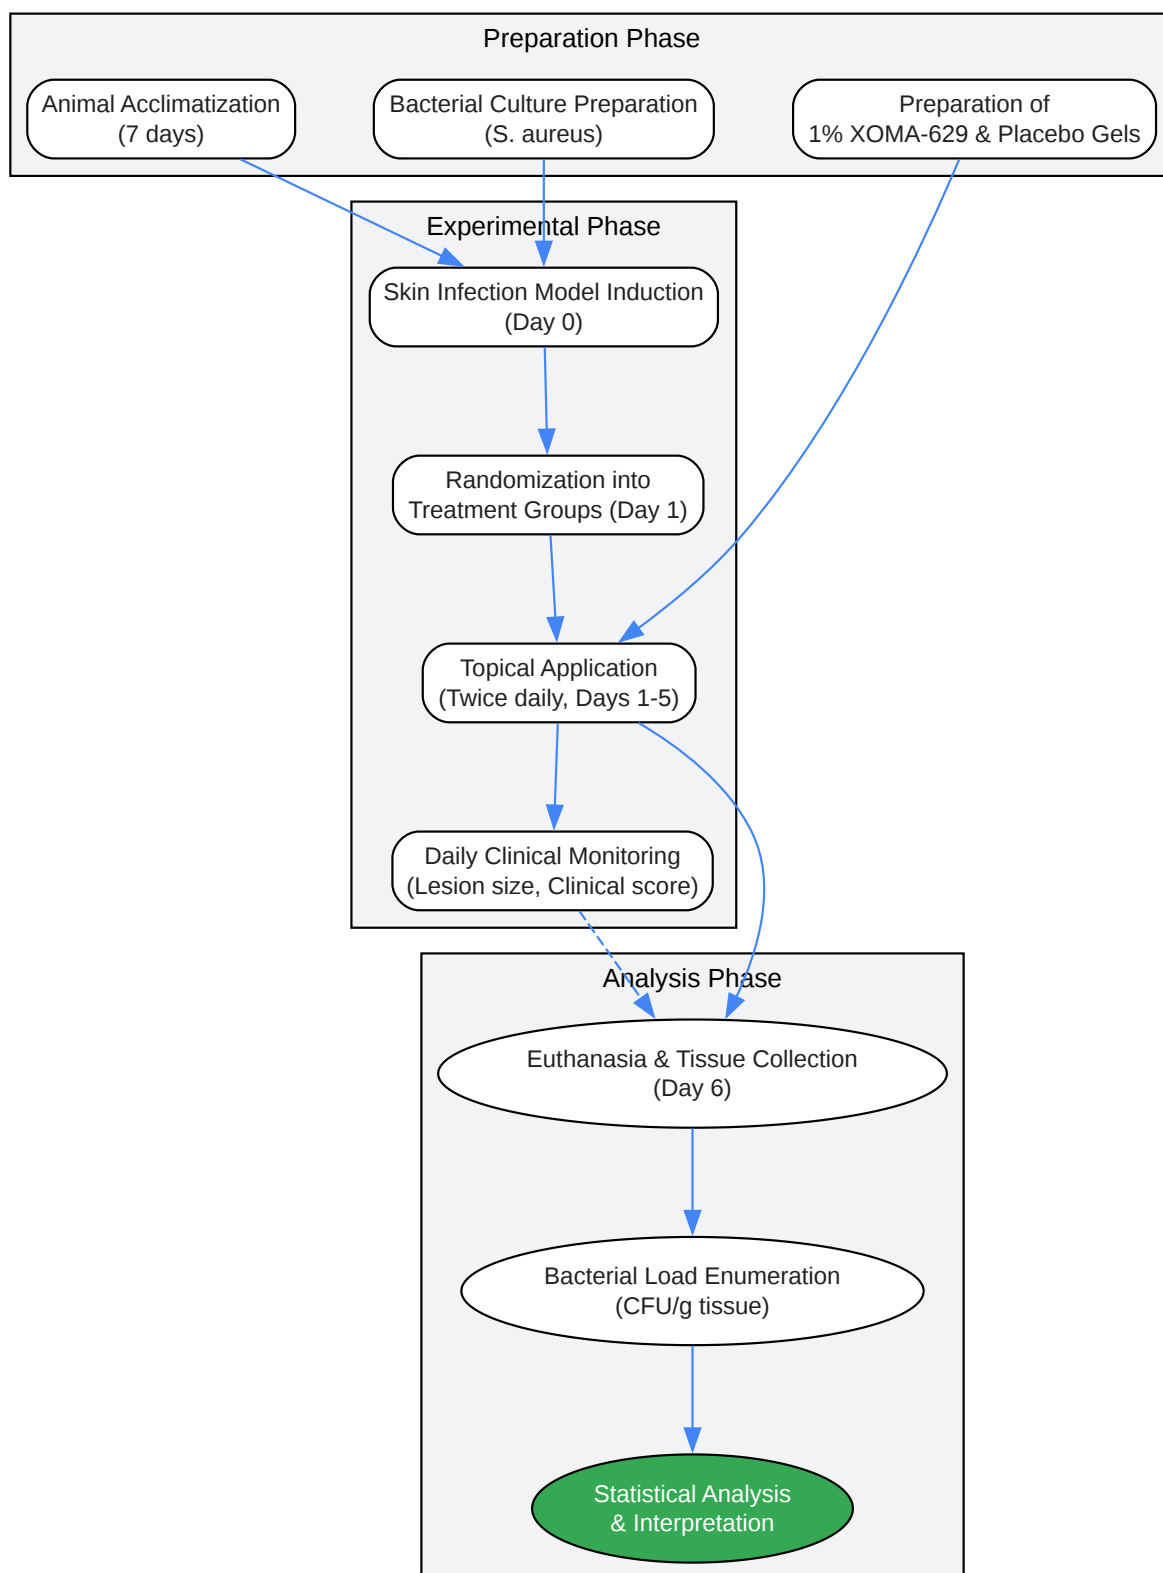 Preparation Phase
Animal Acclimatization
(7 days)
Bacterial Culture Preparation
(S. aureus)
Preparation of
1% XOMA-629 & Placebo Gels
Experimental Phase
Skin Infection Model Induction
(Day 0)
Randomization into
Treatment Groups (Day 1)
Topical Application
(Twice daily, Days 1-5)
Daily Clinical Monitoring
(Lesion size, Clinical score)
Analysis Phase
Euthanasia & Tissue Collection
(Day 6)
Bacterial Load Enumeration
(CFU/g tissue)
Statistical Analysis
& Interpretation